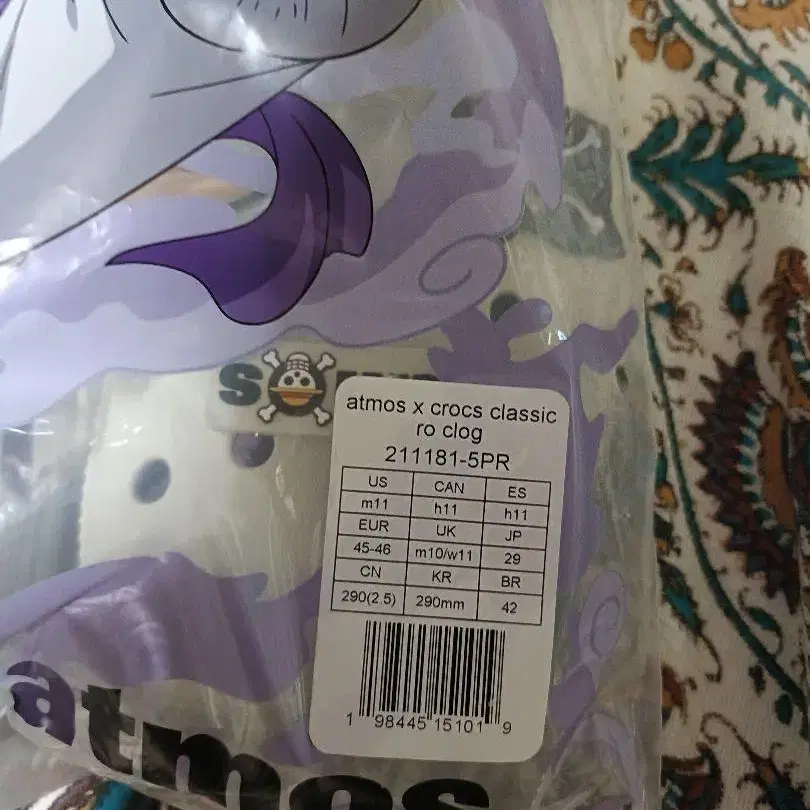 atmos x crocs classic
ro clog
211181-5PR
US CAN ES
m11 h11 h11
EUR UK JP
45-46 m10/w11 29
CN KR BR
290(2.5) 290mm 42
1 98445 15101 9
atmos